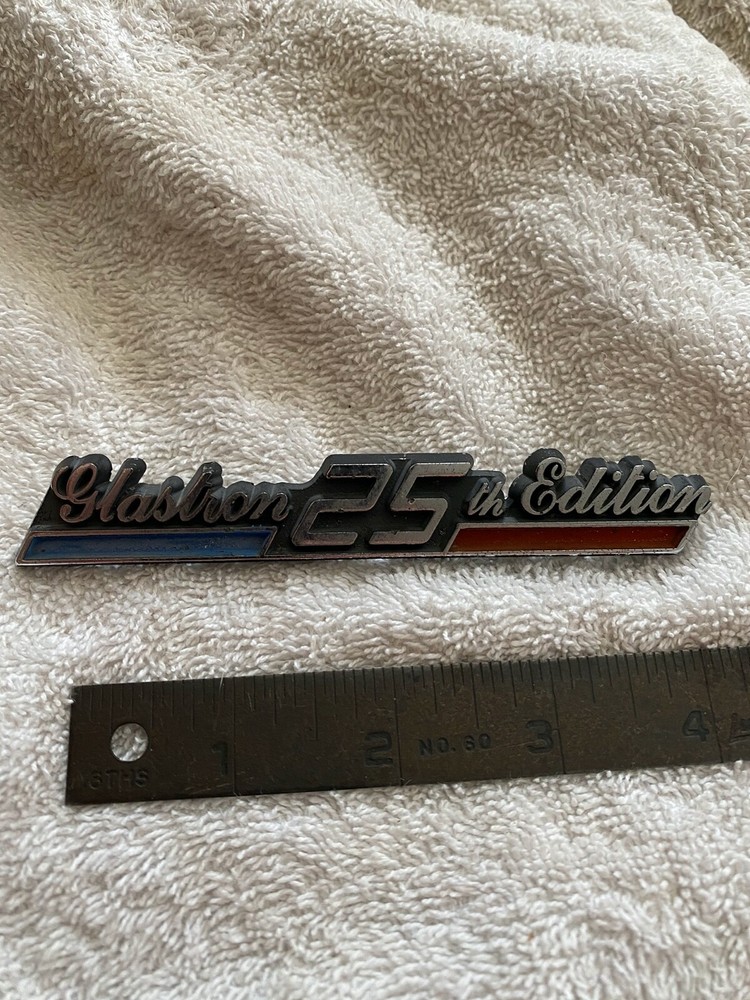 Glastron 25th Edition
1 2 NO. 60 3 4